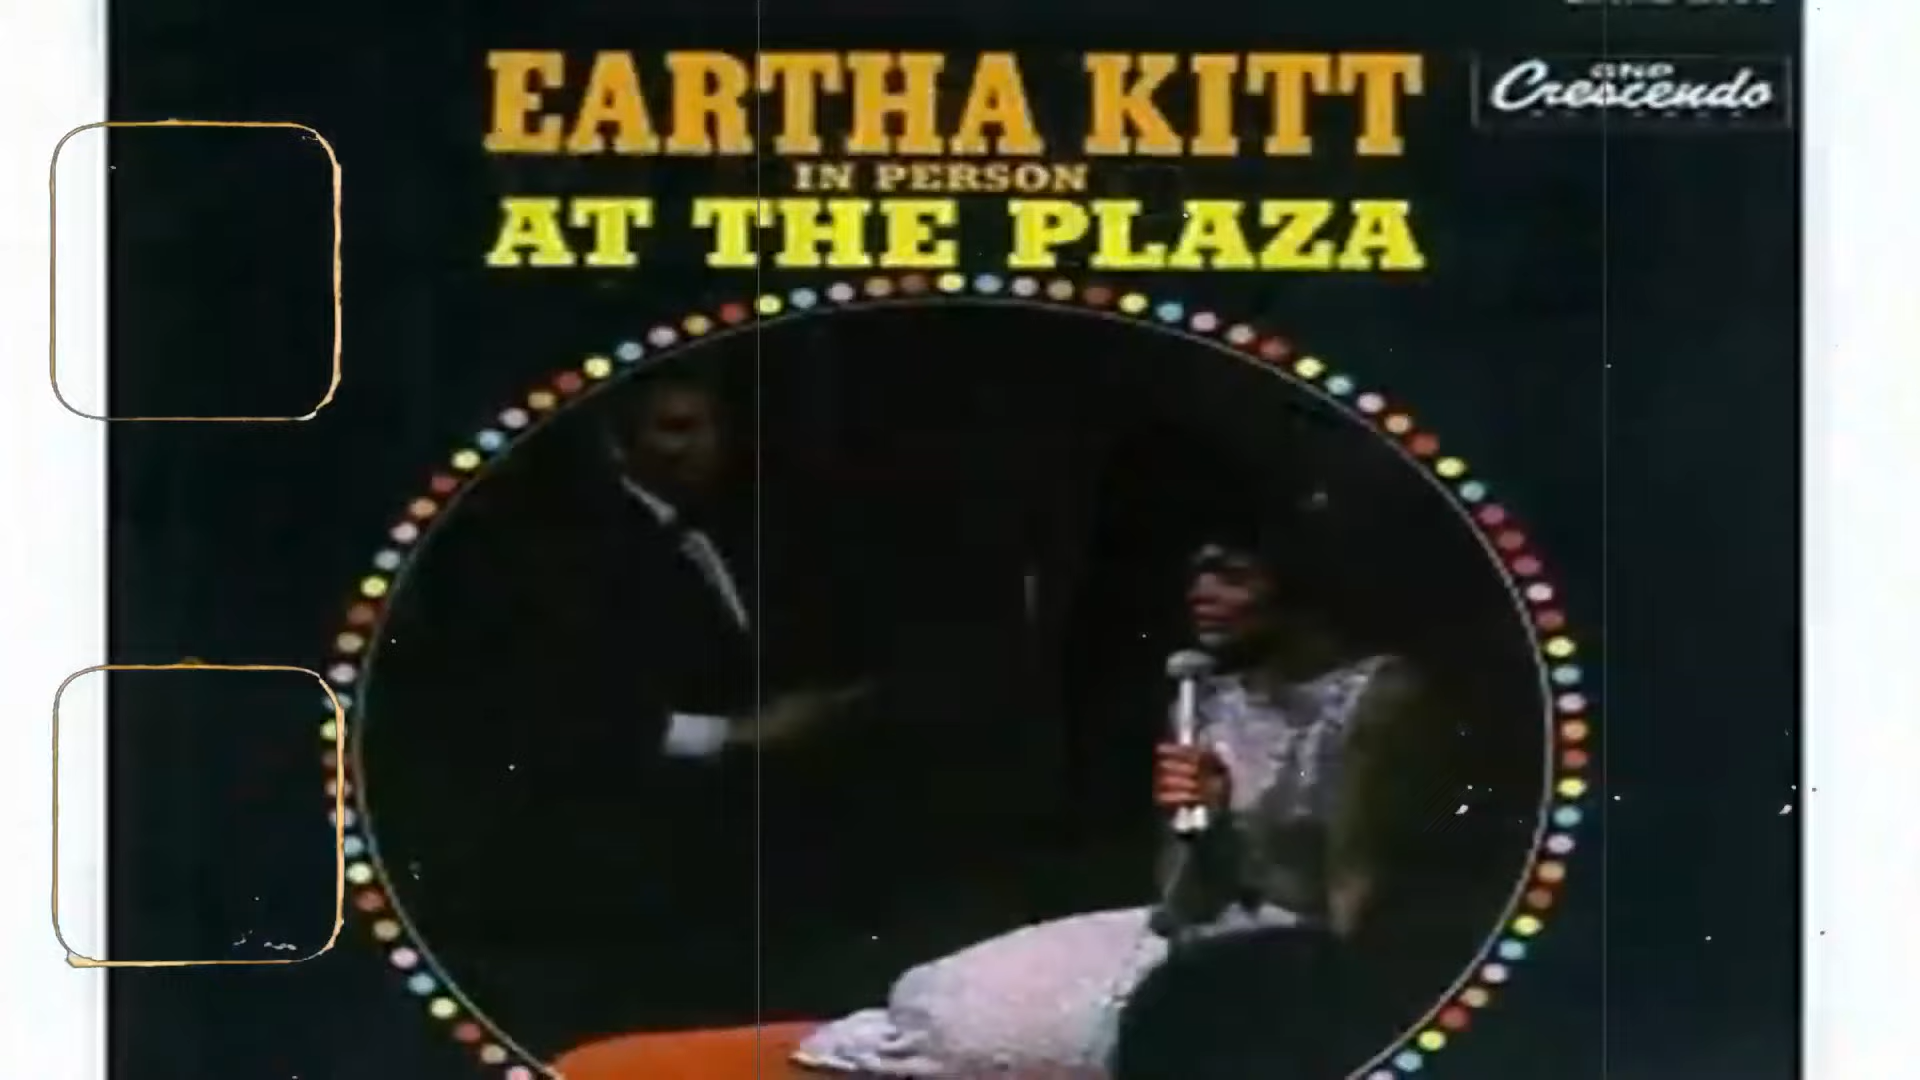 EARTHA KITT
IN PERSON
AT THE PLAZA
GNP
Crescendo